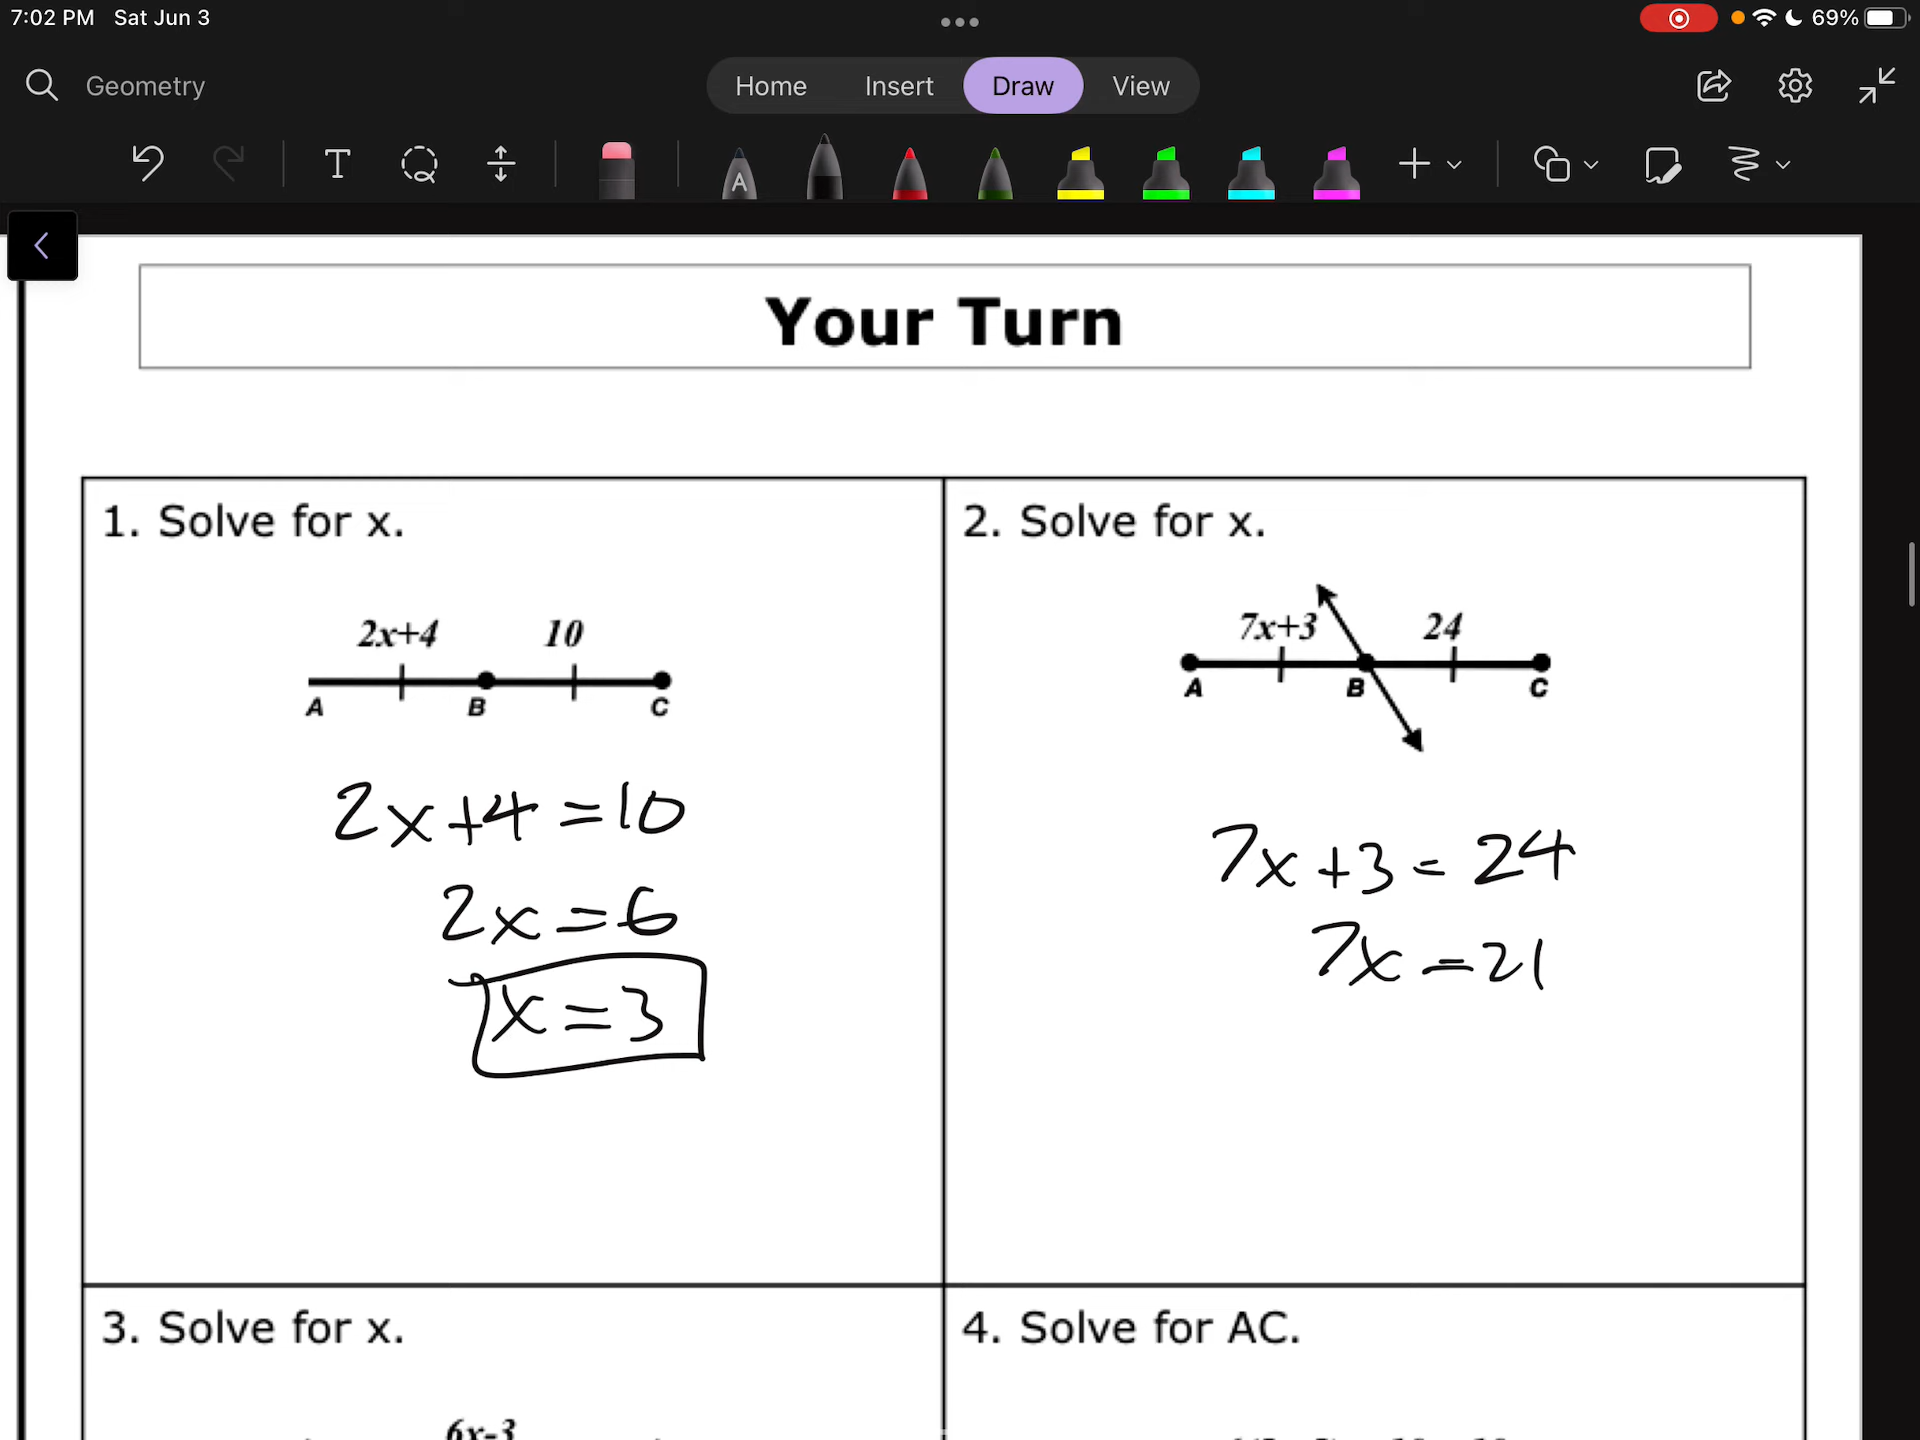 7:02 PM Sat Jun 3
69%
Geometry
Home Insert Draw View
T
A
Your Turn
1. Solve for x.
2x+4 10
A B C
2x+4=10
2x=6
x=3
2. Solve for x.
7x+3 24
A B C
7x+3=24
7x=21
3. Solve for x.
6x-3
4. Solve for AC.